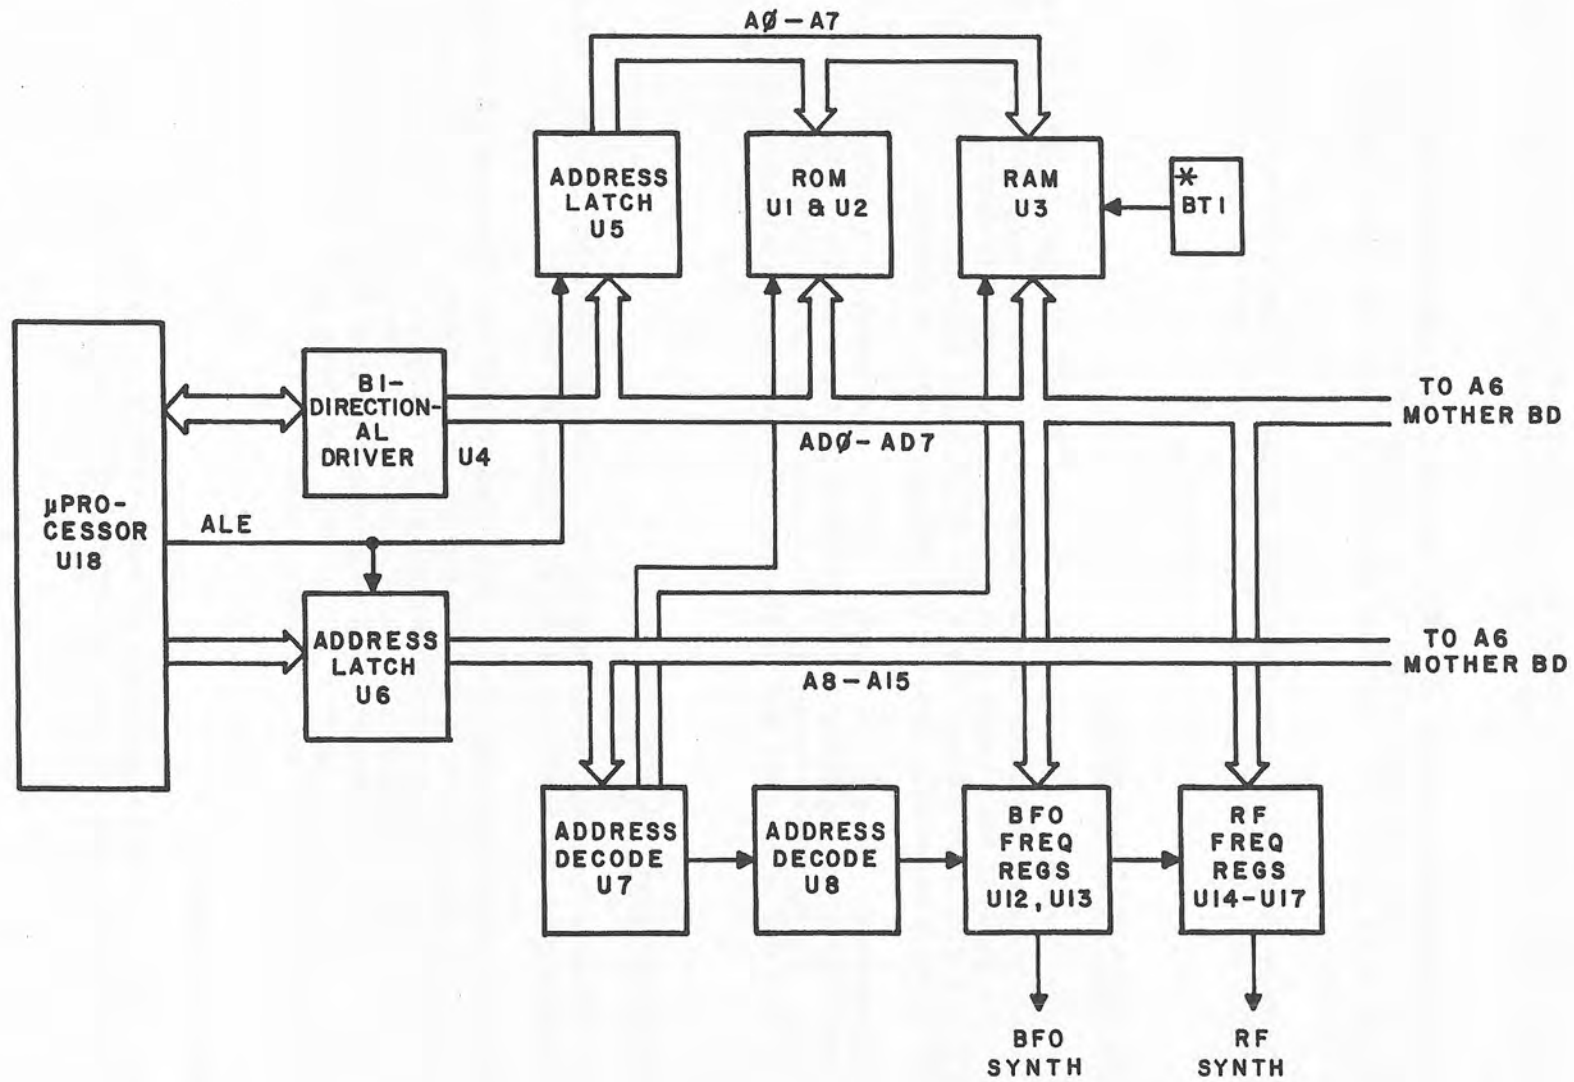 AØ-A7
ADDRESS
LATCH
U5
ROM
U1 & U2
RAM
U3
*
BT1
BI-
DIRECTION-
AL
DRIVER
U4
ADØ-AD7
TO A6
MOTHER BD
µPRO-
CESSOR
U18
ALE
ADDRESS
LATCH
U6
A8-A15
TO A6
MOTHER BD
ADDRESS
DECODE
U7
ADDRESS
DECODE
U8
BFO
FREQ
REGS
U12, U13
RF
FREQ
REGS
U14-U17
BFO
SYNTH
RF
SYNTH